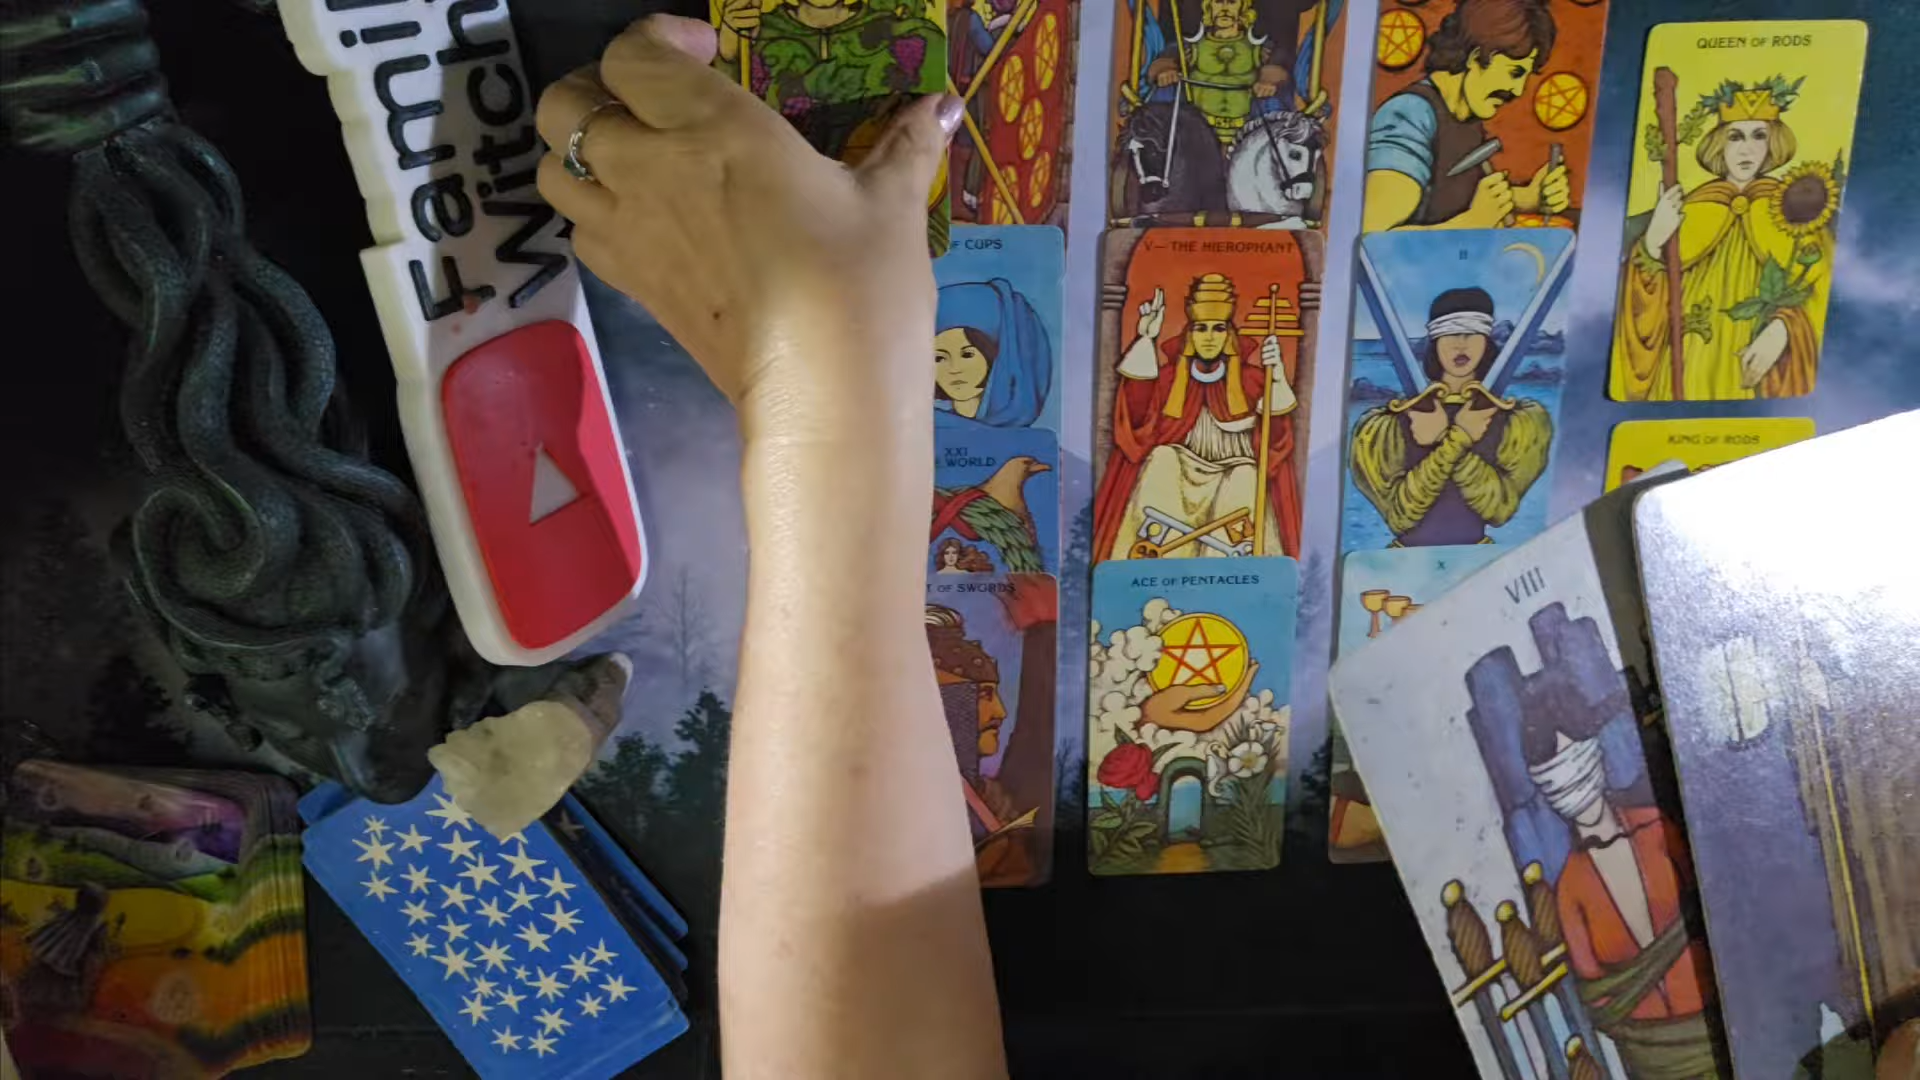 Famil
Witch
QUEEN OF RODS
F CUPS
V—THE HIEROPHANT
II
KING OF RODS
XXI
WORLD
T OF SWORDS
ACE OF PENTACLES
X
VIII